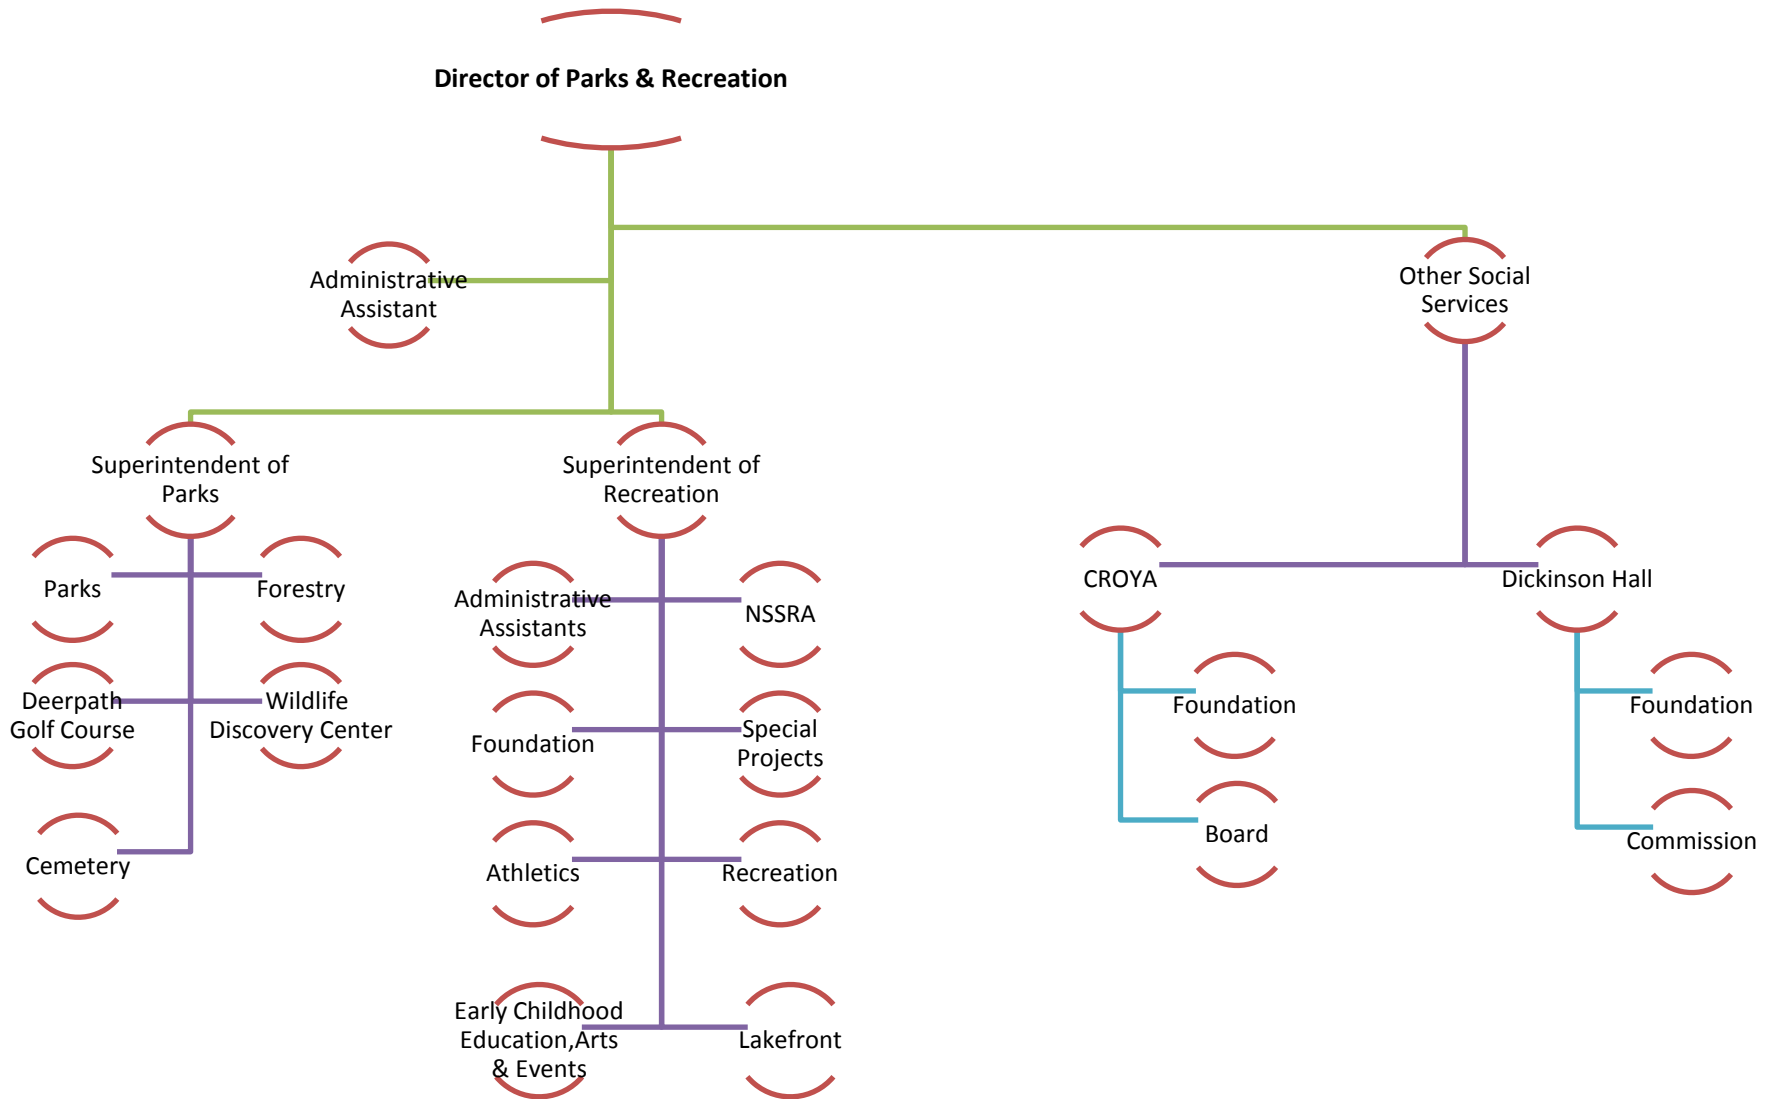 Director of Parks & Recreation
Administrative
Assistant
Other Social
Services
Superintendent of
Parks
Superintendent of
Recreation
Parks
Forestry
Deerpath
Golf Course
Wildlife
Discovery Center
Cemetery
Administrative
Assistants
NSSRA
Foundation
Special
Projects
Athletics
Recreation
Early Childhood
Education,Arts
& Events
Lakefront
CROYA
Dickinson Hall
Foundation
Board
Foundation
Commission